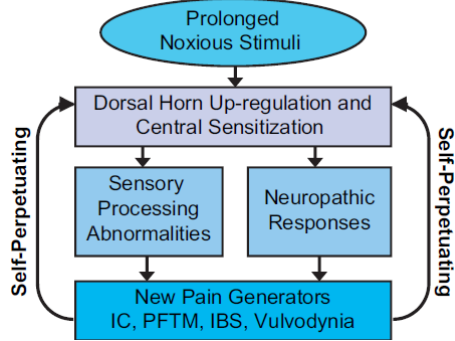 Prolonged
Noxious Stimuli
Dorsal Horn Up-regulation and
Central Sensitization
Self-Perpetuating
Sensory
Processing
Abnormalities
Neuropathic
Responses
Self-Perpetuating
New Pain Generators
IC, PFTM, IBS, Vulvodynia